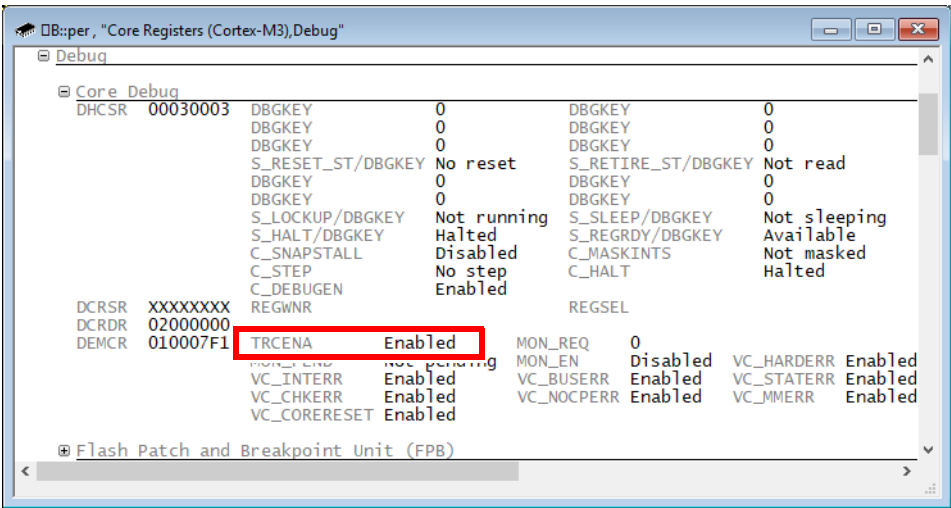 B::per , "Core Registers (Cortex-M3),Debug"
Debug
Core Debug
DHCSR 00030003 DBGKEY 0 DBGKEY 0
DBGKEY 0 DBGKEY 0
DBGKEY 0 DBGKEY 0
S_RESET_ST/DBGKEY No reset S_RETIRE_ST/DBGKEY Not read
DBGKEY 0 DBGKEY 0
DBGKEY 0 DBGKEY 0
S_LOCKUP/DBGKEY Not running S_SLEEP/DBGKEY Not sleeping
S_HALT/DBGKEY Halted S_REGRDY/DBGKEY Available
C_SNAPSTALL Disabled C_MASKINTS Not masked
C_STEP No step C_HALT Halted
C_DEBUGEN Enabled
DCRSR XXXXXXXX REGWNR REGSEL
DCRDR 02000000
DEMCR 010007F1 TRCENA Enabled MON_REQ 0
MON_PEND Not pending MON_EN Disabled VC_HARDERR Enabled
VC_INTERR Enabled VC_BUSERR Enabled VC_STATERR Enabled
VC_CHKERR Enabled VC_NOCPERR Enabled VC_MMERR Enabled
VC_CORERESET Enabled
Flash Patch and Breakpoint Unit (FPB)